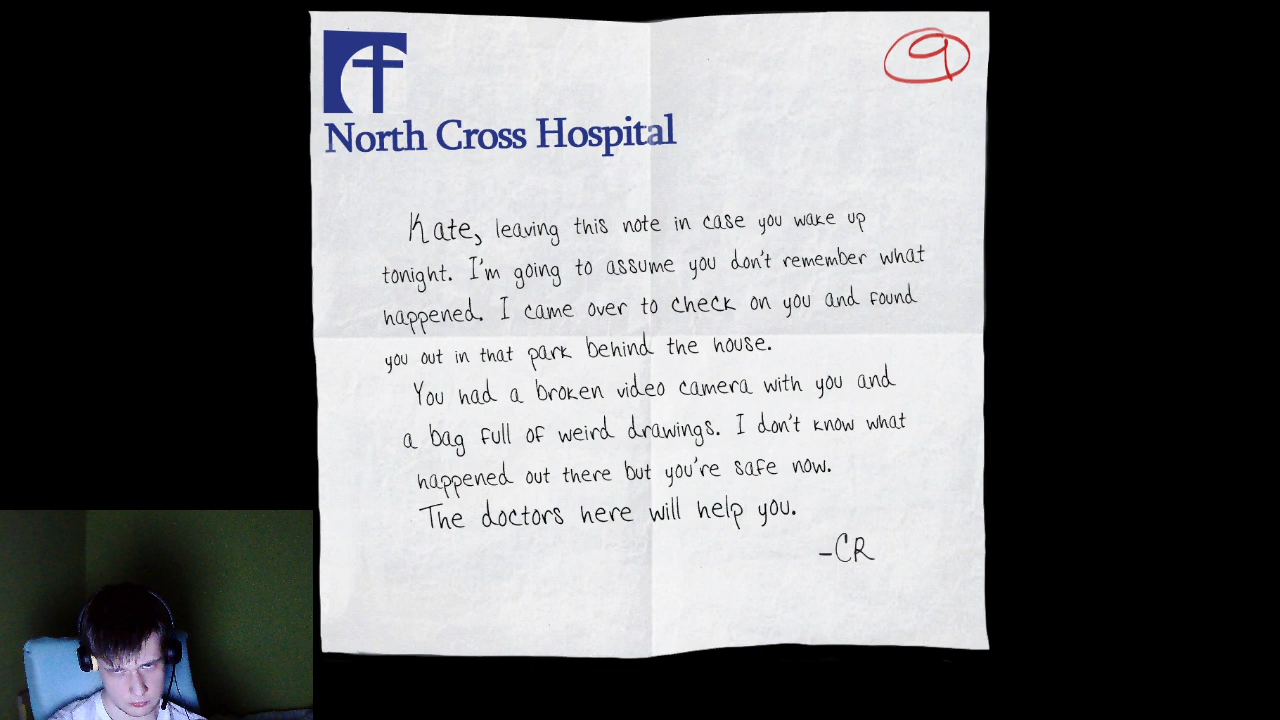 9
North Cross Hospital
Kate, leaving this note in case you wake up
tonight. I'm going to assume you don't remember what
happened. I came over to check on you and found
you out in that park behind the house.
You had a broken video camera with you and
a bag full of weird drawings. I don't know what
happened out there but you're safe now.
The doctors here will help you.
-CR